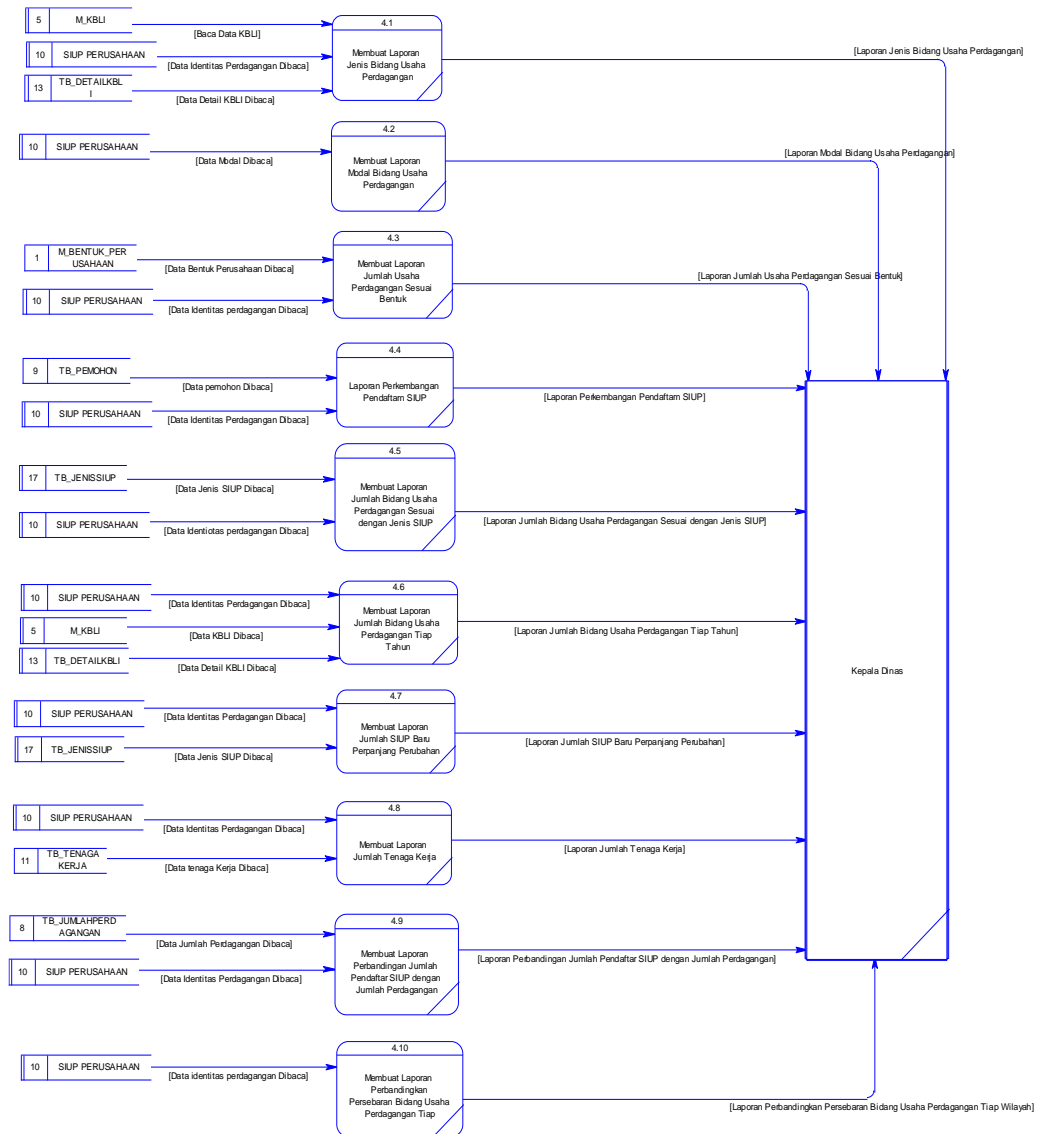 5
M_KBLI
[Baca Data KBLI]
10
SIUP PERUSAHAAN
[Data Identitas Perdagangan Dibaca]
13
TB_DETAILKBL
I
[Data Detail KBLI Dibaca]
4.1
Membuat Laporan
Jenis Bidang Usaha
Perdagangan
[Laporan Jenis Bidang Usaha Perdagangan]
10
SIUP PERUSAHAAN
[Data Modal Dibaca]
4.2
Membuat Laporan
Modal Bidang Usaha
Perdagangan
[Laporan Modal Bidang Usaha Perdagangan]
1
M_BENTUK_PER
USAHAAN
[Data Bentuk Perusahaan Dibaca]
10
SIUP PERUSAHAAN
[Data Identitas perdagangan Dibaca]
4.3
Membuat Laporan
Jumlah Usaha
Perdagangan Sesuai
Bentuk
[Laporan Jumlah Usaha Perdagangan Sesuai Bentuk]
9
TB_PEMOHON
[Data pemohon Dibaca]
10
SIUP PERUSAHAAN
[Data Identitas Perdagangan Dibaca]
4.4
Laporan Perkembangan
Pendaftarn SIUP
[Laporan Perkembangan Pendaftarn SIUP]
17
TB_JENISSIUP
[Data Jenis SIUP Dibaca]
10
SIUP PERUSAHAAN
[Data Identiotas perdagangan Dibaca]
4.5
Membuat Laporan
Jumlah Bidang Usaha
Perdagangan Sesuai
dengan Jenis SIUP
[Laporan Jumlah Bidang Usaha Perdagangan Sesuai dengan Jenis SIUP]
10
SIUP PERUSAHAAN
[Data Identitas Perdagangan Dibaca]
5
M_KBLI
[Data KBLI Dibaca]
13
TB_DETAILKBLI
[Data Detail KBLI Dibaca]
4.6
Membuat Laporan
Jumlah Bidang Usaha
Perdagangan Tiap
Tahun
[Laporan Jumlah Bidang Usaha Perdagangan Tiap Tahun]
Kepala Dinas
10
SIUP PERUSAHAAN
[Data Identitas Perdagangan Dibaca]
17
TB_JENISSIUP
[Data Jenis SIUP Dibaca]
4.7
Membuat Laporan
Jumlah SIUP Baru
Perpanjang Perubahan
[Laporan Jumlah SIUP Baru Perpanjang Perubahan]
10
SIUP PERUSAHAAN
[Data Identitas Perdagangan Dibaca]
11
TB_TENAGA
KERJA
[Data tenaga Kerja Dibaca]
4.8
Membuat Laporan
Jumlah Tenaga Kerja
[Laporan Jumlah Tenaga Kerja]
8
TB_JUMLAHPERD
AGANGAN
[Data Jumlah Perdagangan Dibaca]
10
SIUP PERUSAHAAN
[Data Identitas Perdagangan Dibaca]
4.9
Membuat Laporan
Perbandingan Jumlah
Pendaftar SIUP dengan
Jumlah Perdagangan
[Laporan Perbandingan Jumlah Pendaftar SIUP dengan Jumlah Perdagangan]
10
SIUP PERUSAHAAN
[Data identitas perdagangan Dibaca]
4.10
Membuat Laporan
Perbandingkan
Persebaran Bidang Usaha
Perdagangan Tiap
[Laporan Perbandingkan Persebaran Bidang Usaha Perdagangan Tiap Wilayah]